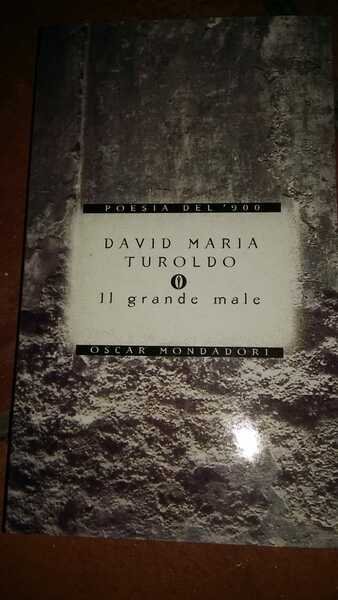 POESIA DEL '900
DAVID MARIA
TUROLDO
Il grande male
OSCAR MONDADORI